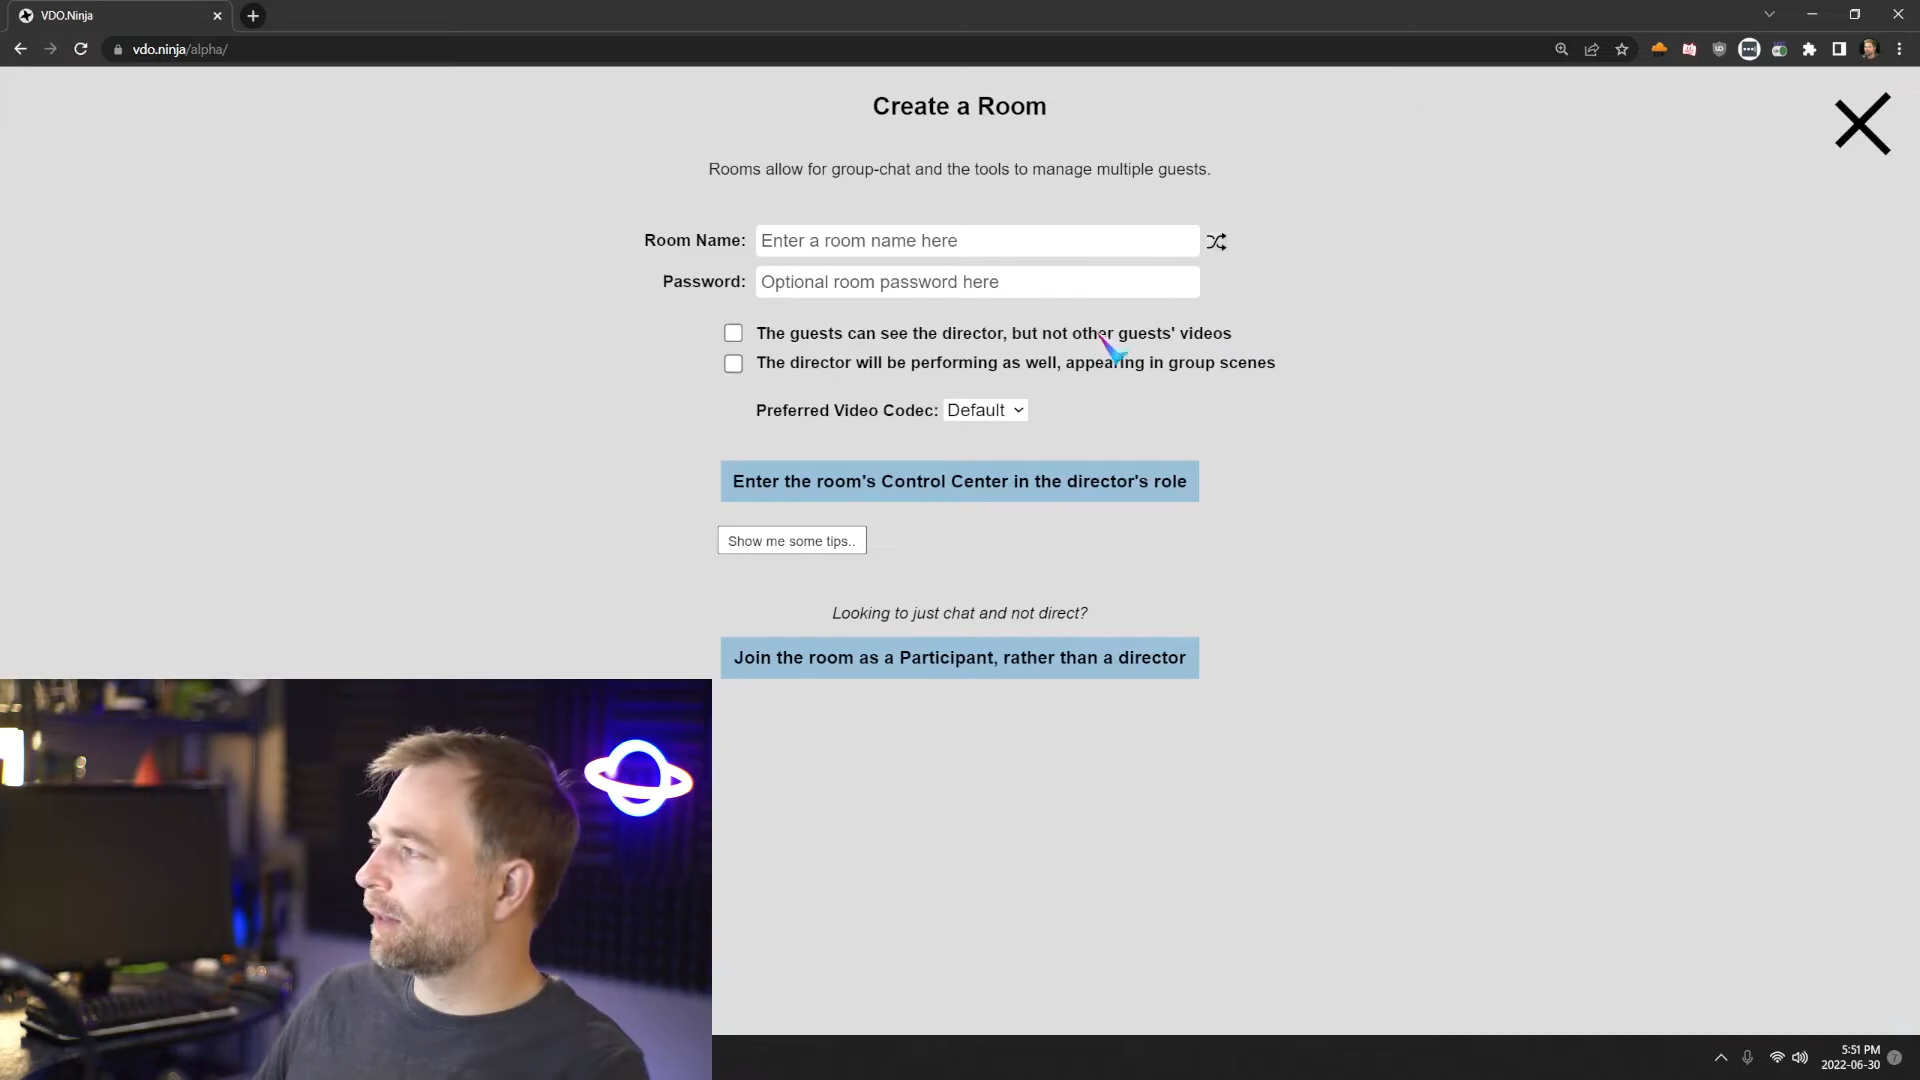 VDO.Ninja
vdo.ninja/alpha/
Create a Room
Rooms allow for group-chat and the tools to manage multiple guests.
Room Name: Enter a room name here
Password: Optional room password here
The guests can see the director, but not other guests' videos
The director will be performing as well, appearing in group scenes
Preferred Video Codec: Default
Enter the room's Control Center in the director's role
Show me some tips..
Looking to just chat and not direct?
Join the room as a Participant, rather than a director
5:51 PM
2022-06-30
7